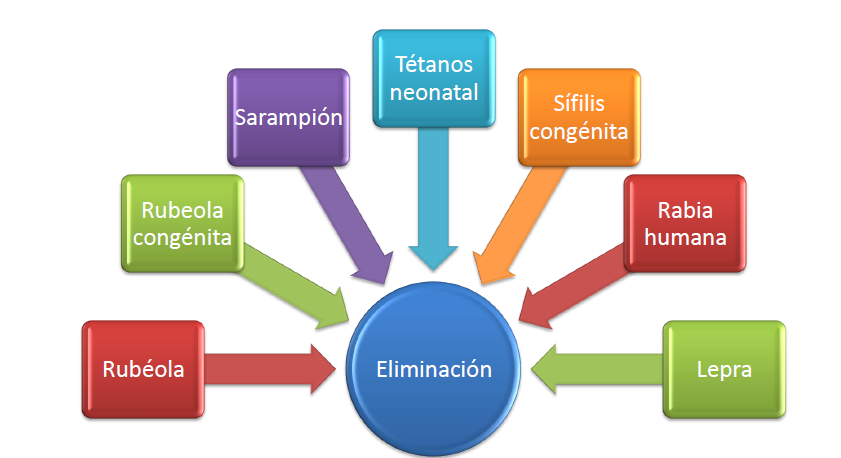 Tétanos
neonatal
Sarampión
Sífilis
congénita
Rubeola
congénita
Rabia
humana
Rubéola
Eliminación
Lepra